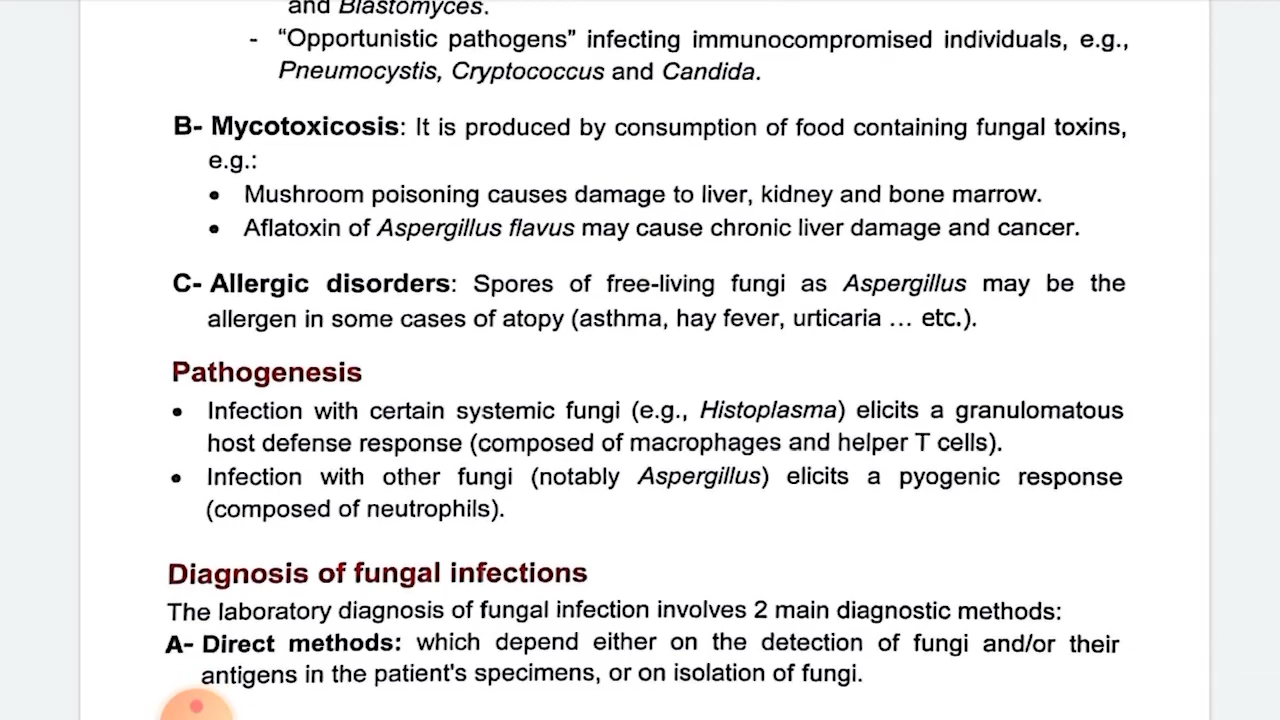 and Blastomyces.
- “Opportunistic pathogens” infecting immunocompromised individuals, e.g.,
Pneumocystis, Cryptococcus and Candida.
B- Mycotoxicosis: It is produced by consumption of food containing fungal toxins,
e.g.:
• Mushroom poisoning causes damage to liver, kidney and bone marrow.
• Aflatoxin of Aspergillus flavus may cause chronic liver damage and cancer.
C- Allergic disorders: Spores of free-living fungi as Aspergillus may be the
allergen in some cases of atopy (asthma, hay fever, urticaria ... etc.).
Pathogenesis
• Infection with certain systemic fungi (e.g., Histoplasma) elicits a granulomatous
host defense response (composed of macrophages and helper T cells).
• Infection with other fungi (notably Aspergillus) elicits a pyogenic response
(composed of neutrophils).
Diagnosis of fungal infections
The laboratory diagnosis of fungal infection involves 2 main diagnostic methods:
A- Direct methods: which depend either on the detection of fungi and/or their
antigens in the patient's specimens, or on isolation of fungi.